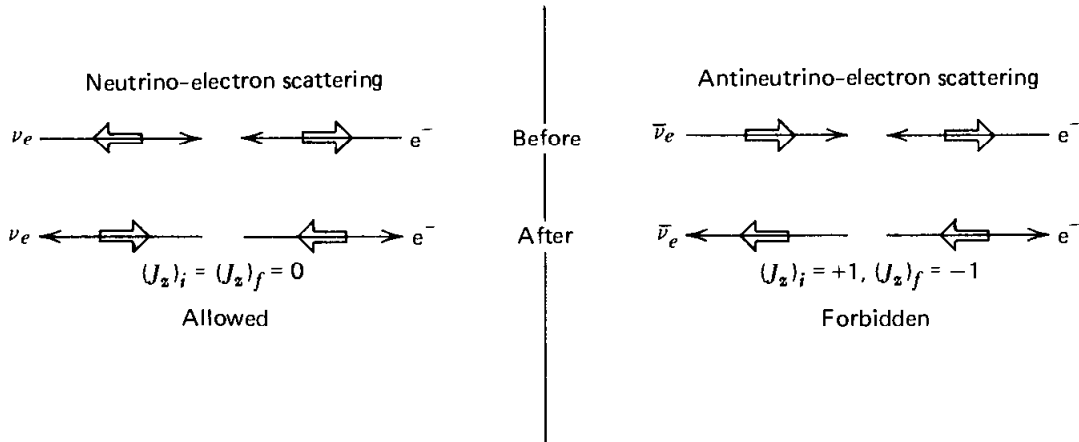 Neutrino-electron scattering
ν_e e⁻
ν_e e⁻
(J_z)_i = (J_z)_f = 0
Allowed
Before
After
Antineutrino-electron scattering
ν̅_e e⁻
ν̅_e e⁻
(J_z)_i = +1, (J_z)_f = −1
Forbidden